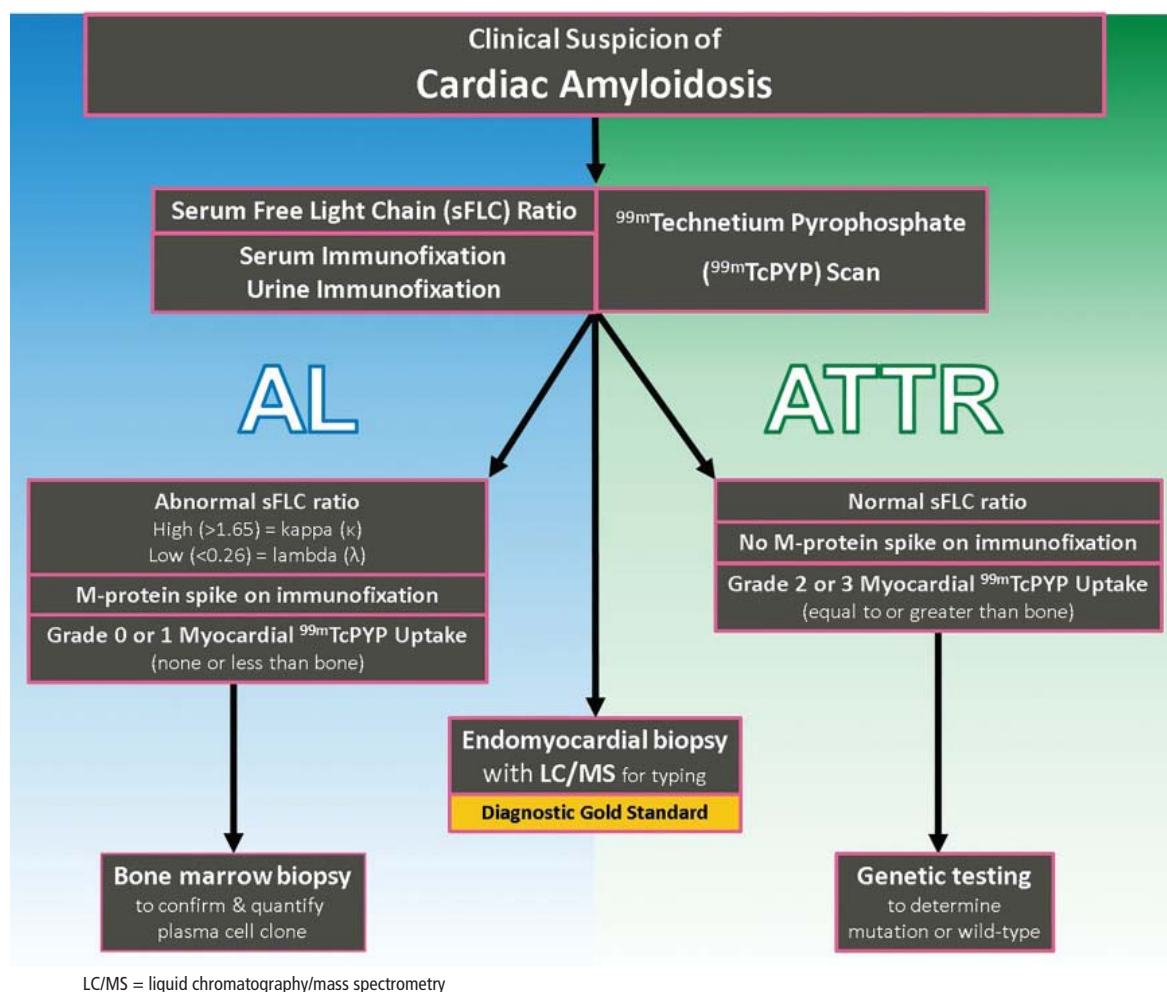 Clinical Suspicion of
Cardiac Amyloidosis
Serum Free Light Chain (sFLC) Ratio
Serum Immunofixation
Urine Immunofixation
⁹⁹ᵐTechnetium Pyrophosphate
(⁹⁹ᵐTcPYP) Scan
AL
ATTR
Abnormal sFLC ratio
High (>1.65) = kappa (κ)
Low (<0.26) = lambda (λ)
M-protein spike on immunofixation
Grade 0 or 1 Myocardial ⁹⁹ᵐTcPYP Uptake
(none or less than bone)
Normal sFLC ratio
No M-protein spike on immunofixation
Grade 2 or 3 Myocardial ⁹⁹ᵐTcPYP Uptake
(equal to or greater than bone)
Endomyocardial biopsy
with LC/MS for typing
Diagnostic Gold Standard
Bone marrow biopsy
to confirm & quantify
plasma cell clone
Genetic testing
to determine
mutation or wild-type
LC/MS = liquid chromatography/mass spectrometry